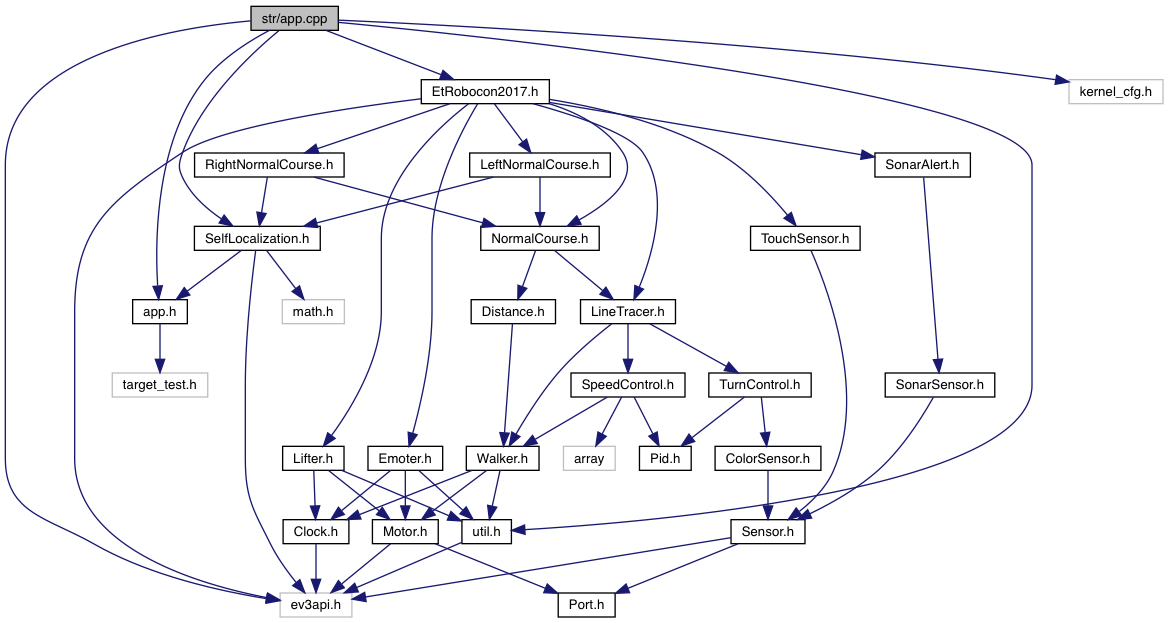 str/app.cpp
EtRobocon2017.h
kernel_cfg.h
RightNormalCourse.h
LeftNormalCourse.h
SonarAlert.h
SelfLocalization.h
NormalCourse.h
TouchSensor.h
app.h
math.h
Distance.h
LineTracer.h
target_test.h
SpeedControl.h
TurnControl.h
SonarSensor.h
Lifter.h
Emoter.h
Walker.h
array
Pid.h
ColorSensor.h
Clock.h
Motor.h
util.h
Sensor.h
ev3api.h
Port.h